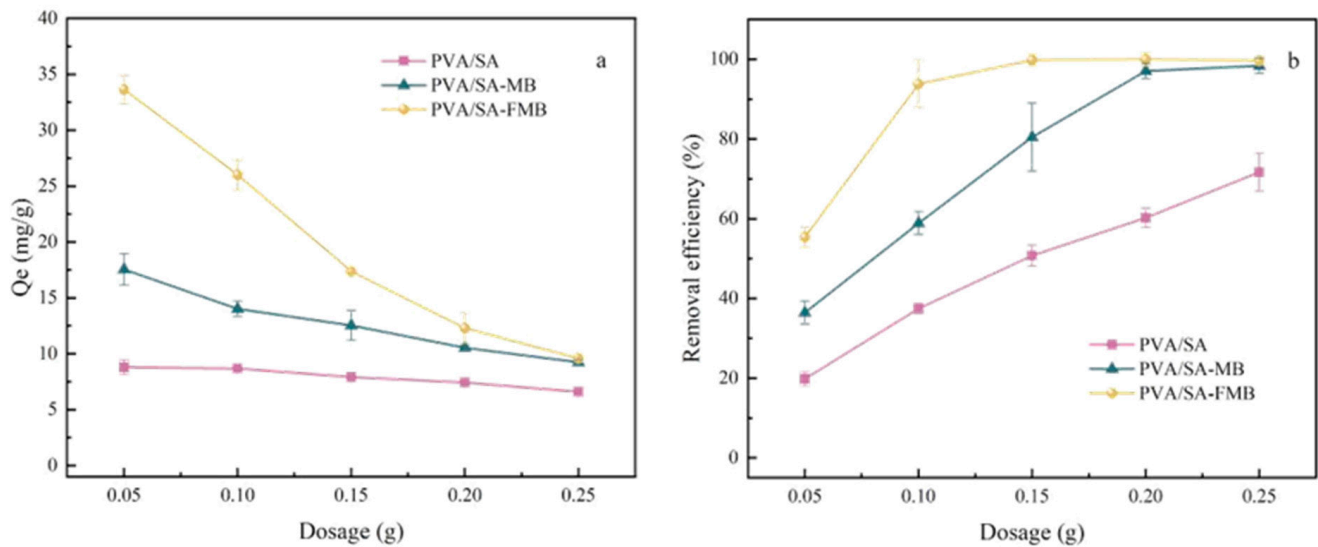 40
35
30
25
20
15
10
5
0
Qe (mg/g)
PVA/SA
PVA/SA-MB
PVA/SA-FMB
a
0.05 0.10 0.15 0.20 0.25
Dosage (g)
100
80
60
40
20
0
Removal efficiency (%)
b
PVA/SA
PVA/SA-MB
PVA/SA-FMB
0.05 0.10 0.15 0.20 0.25
Dosage (g)